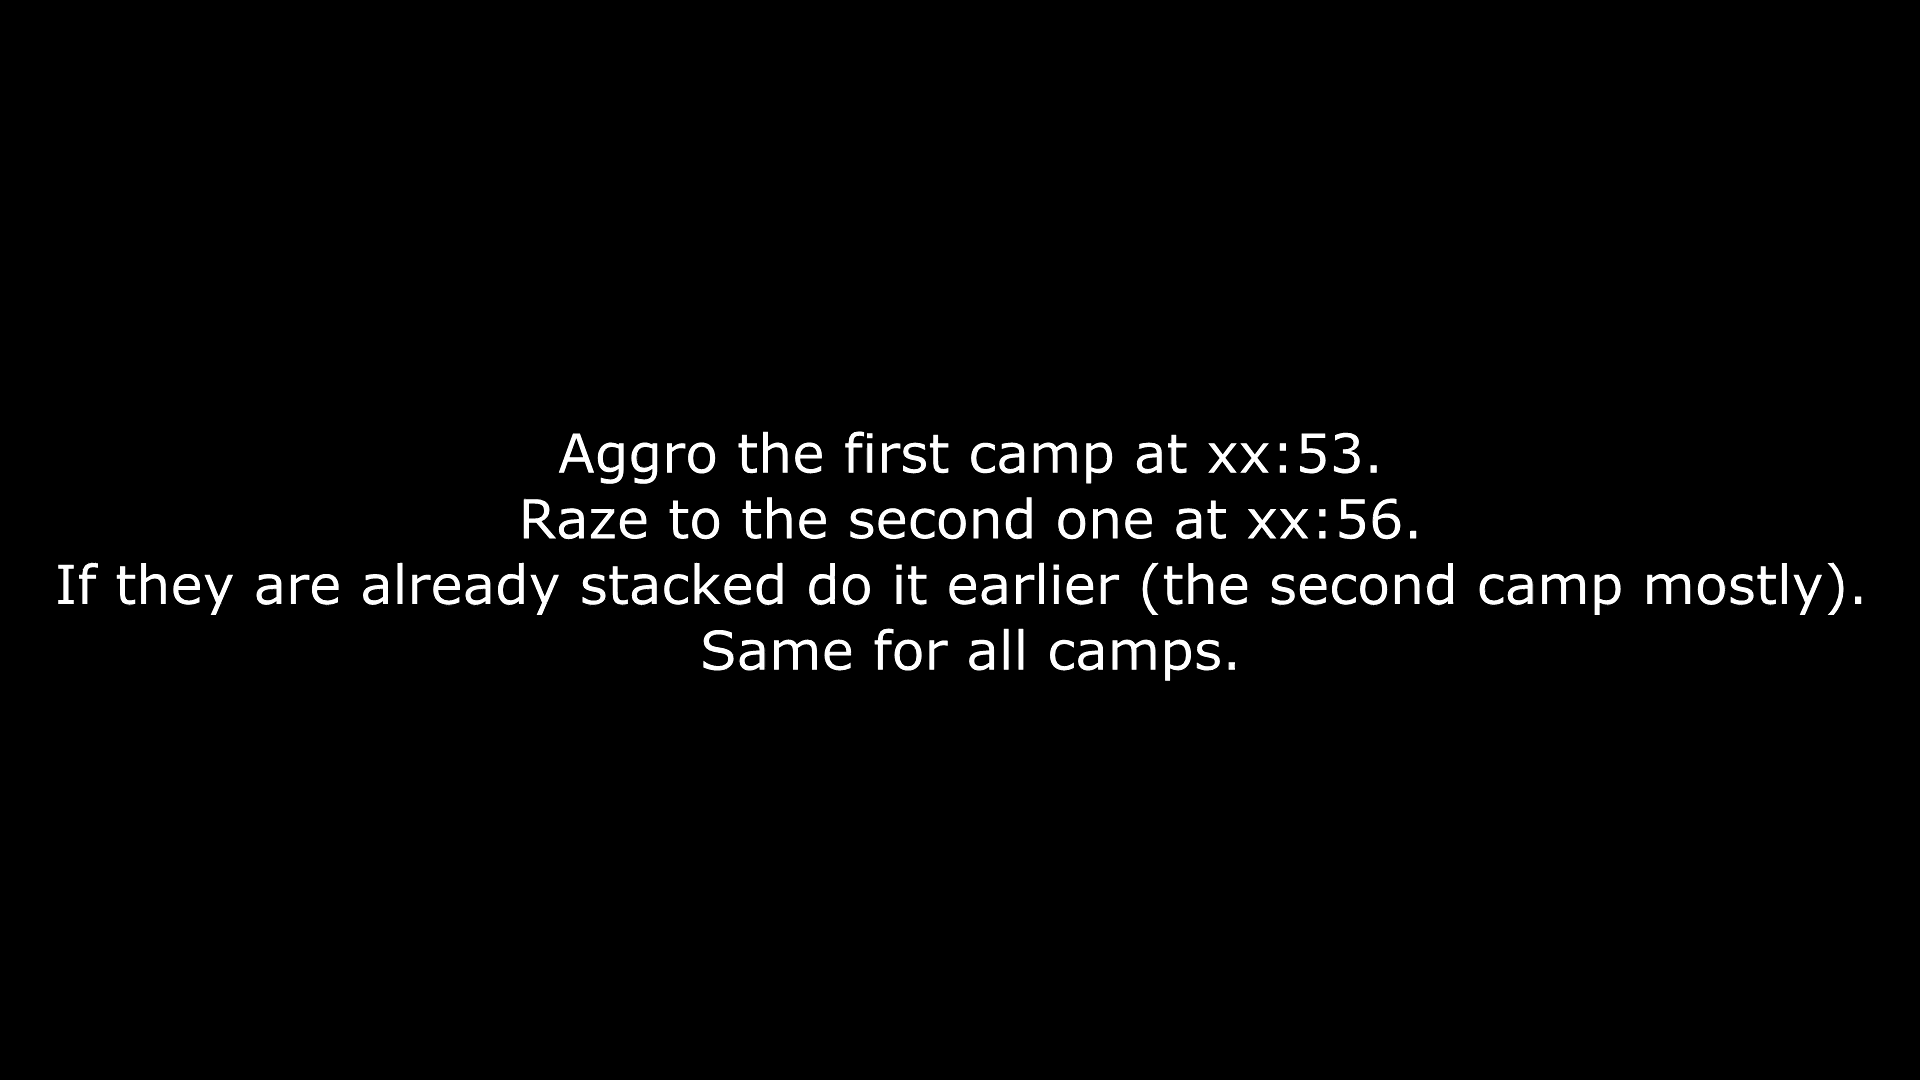 Aggro the first camp at xx:53.
Raze to the second one at xx:56.
If they are already stacked do it earlier (the second camp mostly).
Same for all camps.